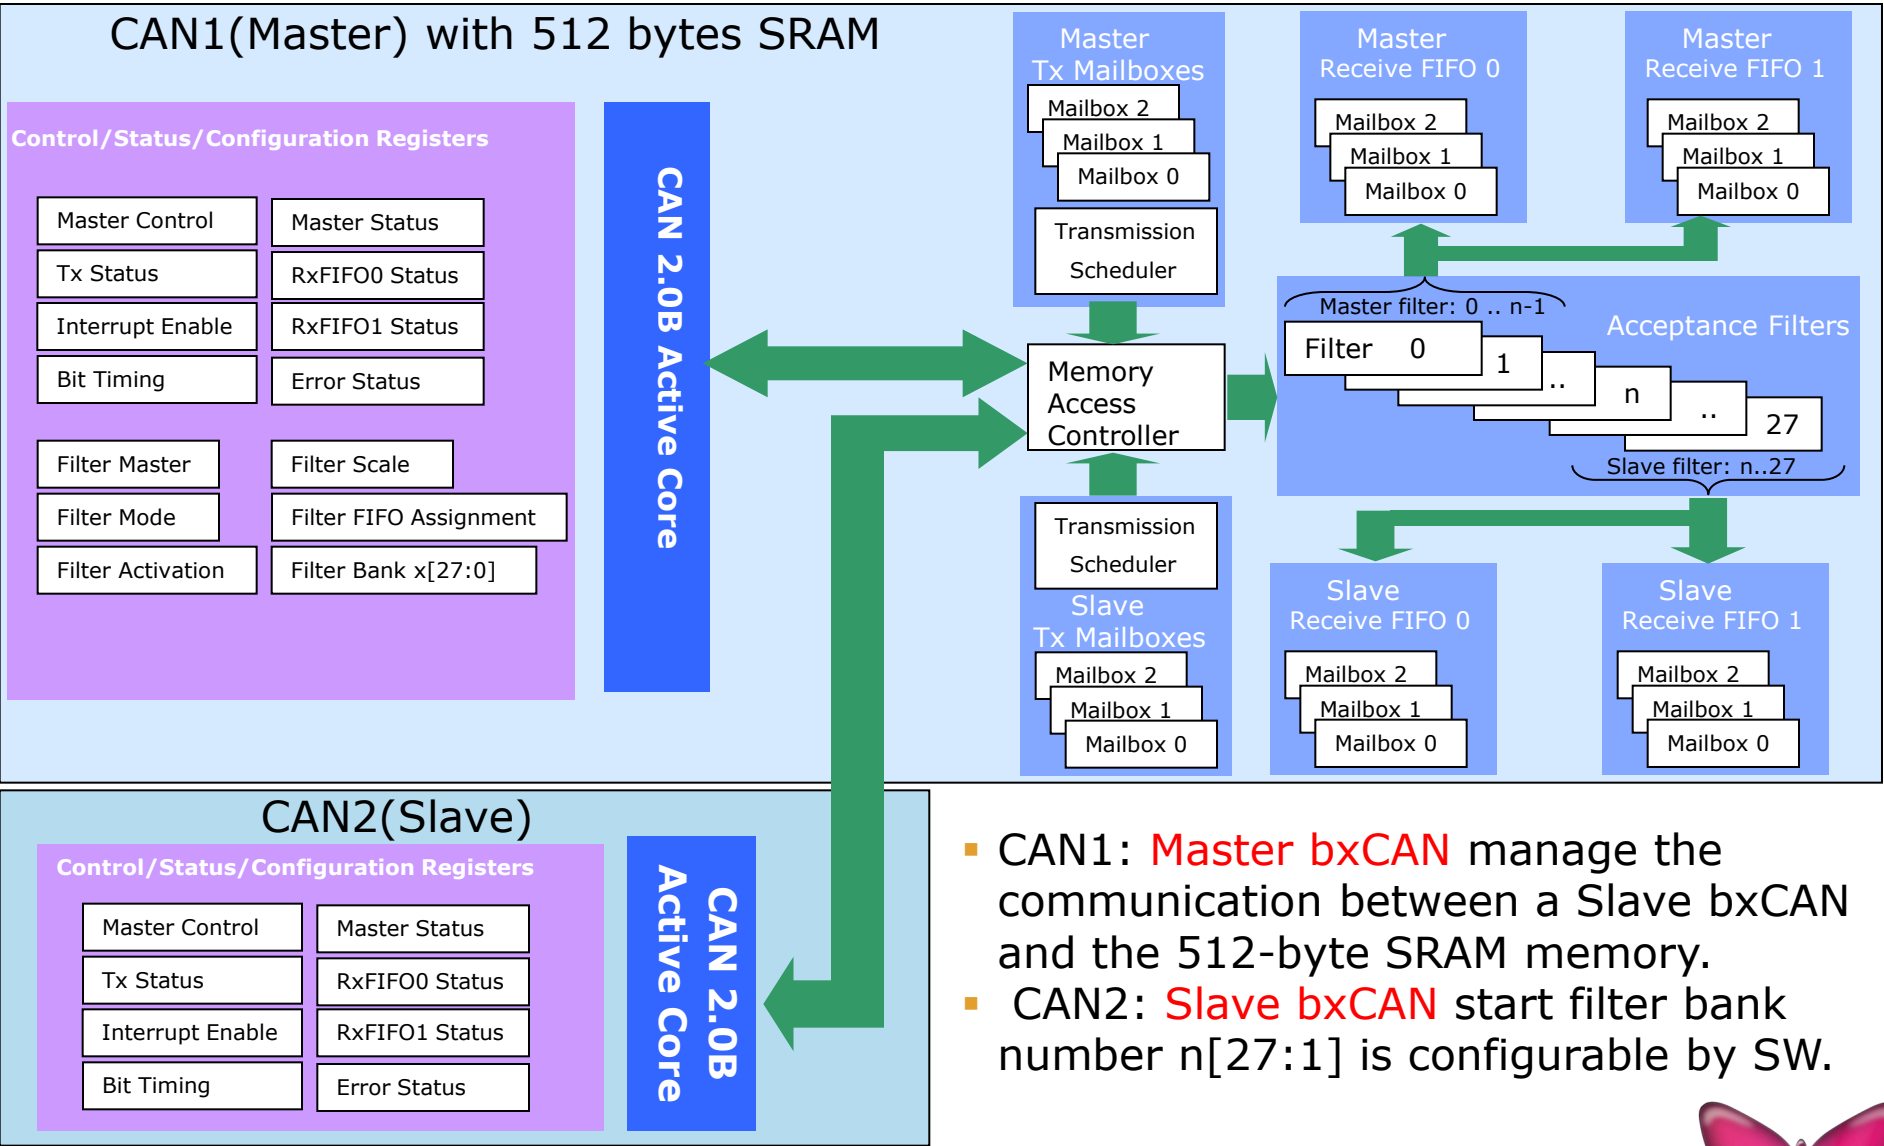 CAN1(Master) with 512 bytes SRAM
Control/Status/Configuration Registers
Master Control
Master Status
Tx Status
RxFIFO0 Status
Interrupt Enable
RxFIFO1 Status
Bit Timing
Error Status
Filter Master
Filter Scale
Filter Mode
Filter FIFO Assignment
Filter Activation
Filter Bank x[27:0]
CAN 2.0B Active Core
Master
Tx Mailboxes
Mailbox 2
Mailbox 1
Mailbox 0
Transmission
Scheduler
Memory
Access
Controller
Transmission
Scheduler
Slave
Tx Mailboxes
Mailbox 2
Mailbox 1
Mailbox 0
Master
Receive FIFO 0
Mailbox 2
Mailbox 1
Mailbox 0
Master
Receive FIFO 1
Mailbox 2
Mailbox 1
Mailbox 0
Master filter: 0 .. n-1
Acceptance Filters
Filter 0
1
..
n
..
27
Slave filter: n..27
Slave
Receive FIFO 0
Mailbox 2
Mailbox 1
Mailbox 0
Slave
Receive FIFO 1
Mailbox 2
Mailbox 1
Mailbox 0
CAN2(Slave)
Control/Status/Configuration Registers
Master Control
Master Status
Tx Status
RxFIFO0 Status
Interrupt Enable
RxFIFO1 Status
Bit Timing
Error Status
CAN 2.0B
Active Core
▪ CAN1: Master bxCAN manage the
communication between a Slave bxCAN
and the 512-byte SRAM memory.
▪ CAN2: Slave bxCAN start filter bank
number n[27:1] is configurable by SW.